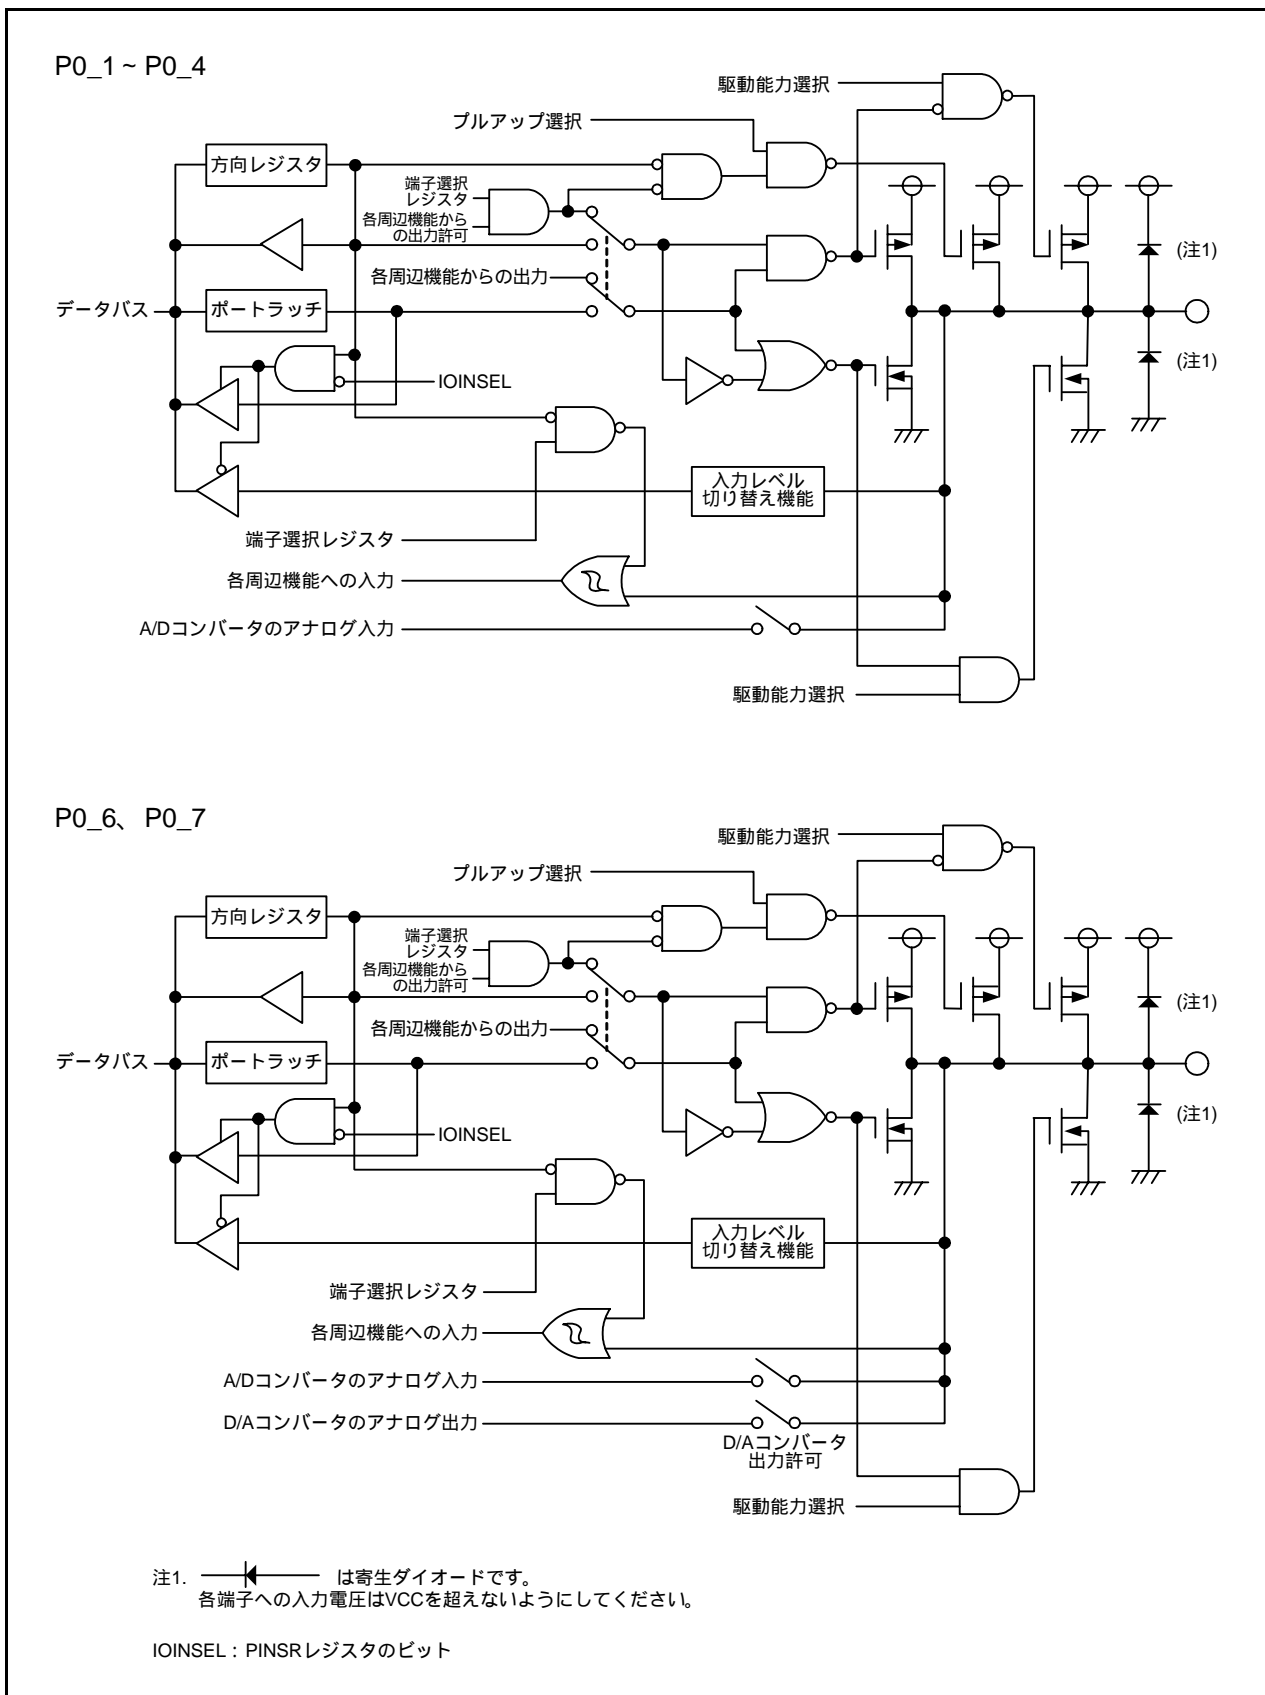 P0_1 ~ P0_4
駆動能力選択
プルアップ選択
方向レジスタ
端子選択
レジスタ
各周辺機能から
の出力許可
(注1)
各周辺機能からの出力
データバス
ポートラッチ
(注1)
IOINSEL
入力レベル
切り替え機能
端子選択レジスタ
各周辺機能への入力
A/Dコンバータのアナログ入力
駆動能力選択
P0_6、P0_7
駆動能力選択
プルアップ選択
方向レジスタ
端子選択
レジスタ
各周辺機能から
の出力許可
(注1)
各周辺機能からの出力
データバス
ポートラッチ
(注1)
IOINSEL
入力レベル
切り替え機能
端子選択レジスタ
各周辺機能への入力
A/Dコンバータのアナログ入力
D/Aコンバータのアナログ出力
D/Aコンバータ
出力許可
駆動能力選択
注1. は寄生ダイオードです。
各端子への入力電圧はVCCを超えないようにしてください。
IOINSEL : PINSRレジスタのビット